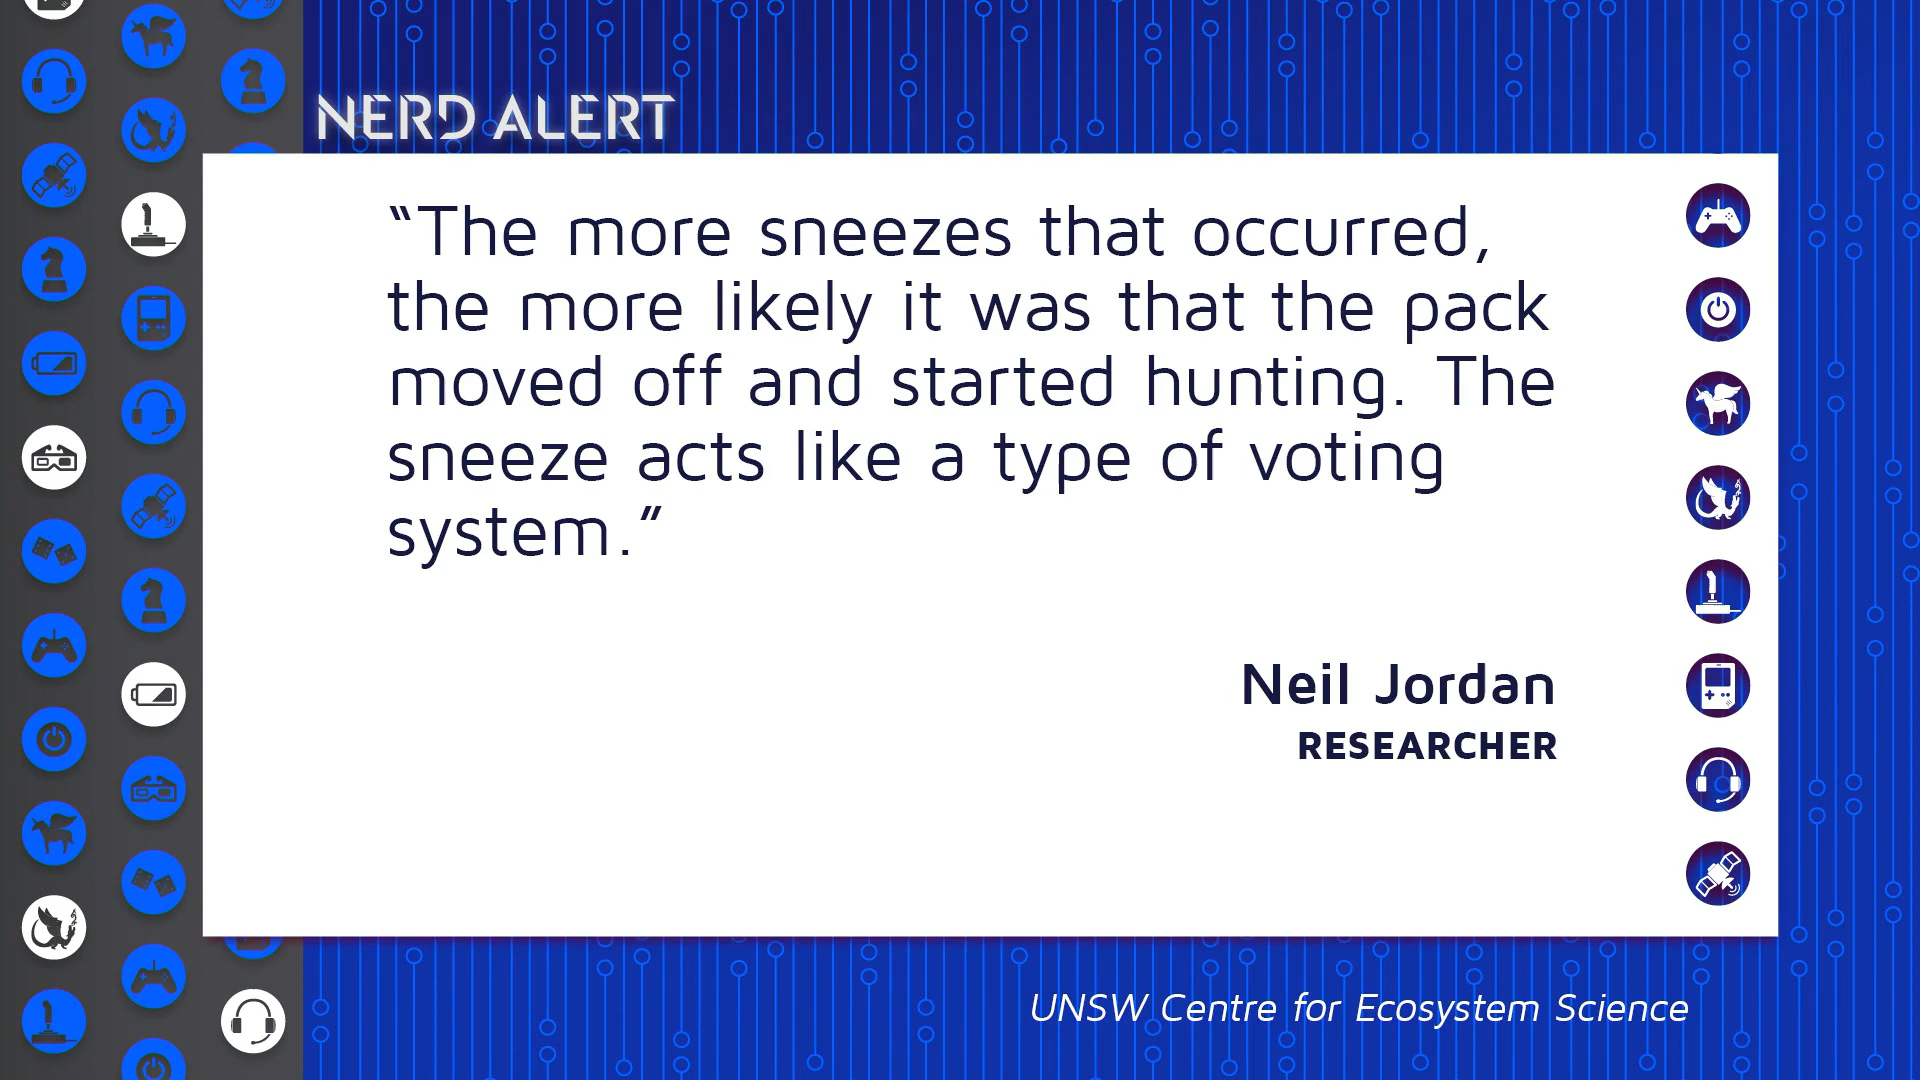 NERD ALERT
“The more sneezes that occurred,
the more likely it was that the pack
moved off and started hunting. The
sneeze acts like a type of voting
system.”
Neil Jordan
RESEARCHER
UNSW Centre for Ecosystem Science